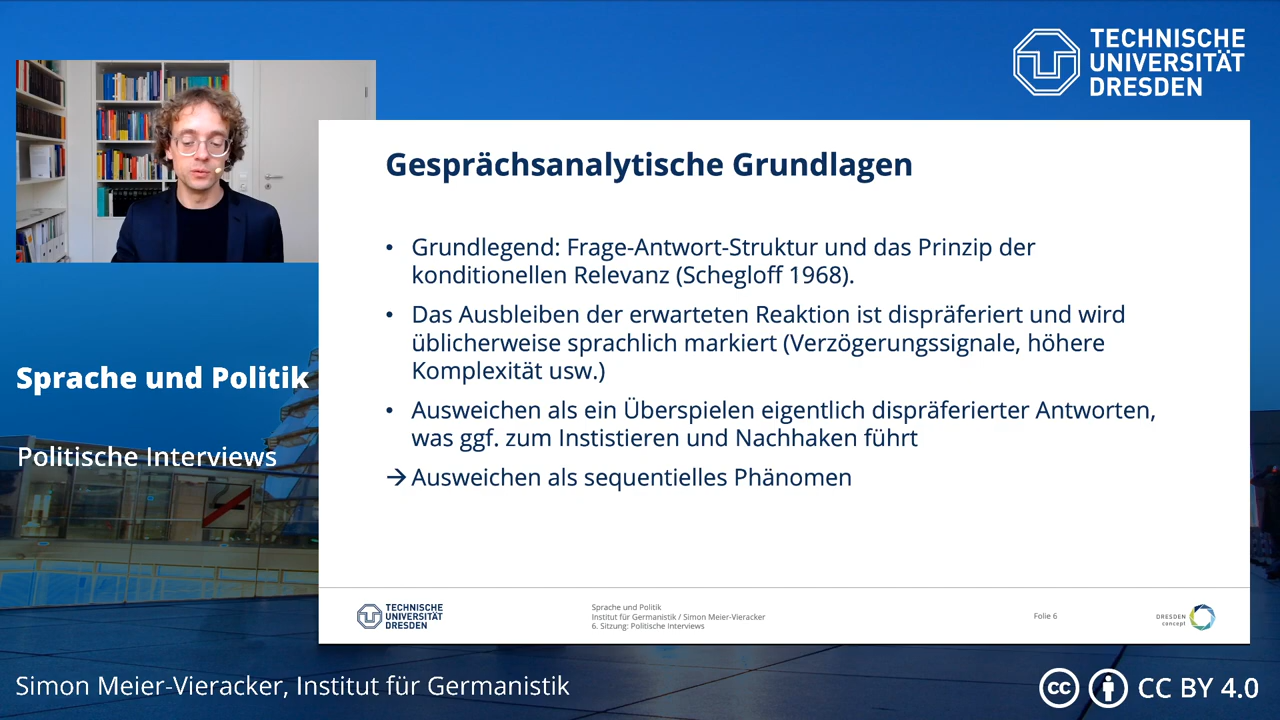 TECHNISCHE
UNIVERSITÄT
DRESDEN
Gesprächsanalytische Grundlagen
• Grundlegend: Frage-Antwort-Struktur und das Prinzip der
konditionellen Relevanz (Schegloff 1968).
• Das Ausbleiben der erwarteten Reaktion ist dispräferiert und wird
üblicherweise sprachlich markiert (Verzögerungssignale, höhere
Komplexität usw.)
• Ausweichen als ein Überspielen eigentlich dispräferierter Antworten,
was ggf. zum Instistieren und Nachhaken führt
→ Ausweichen als sequentielles Phänomen
Sprache und Politik
Politische Interviews
TECHNISCHE
UNIVERSITÄT
DRESDEN
Sprache und Politik
Institut für Germanistik / Simon Meier-Vieracker
6. Sitzung: Politische Interviews
Folie 6
DRESDEN
concept
Simon Meier-Vieracker, Institut für Germanistik
cc CC BY 4.0